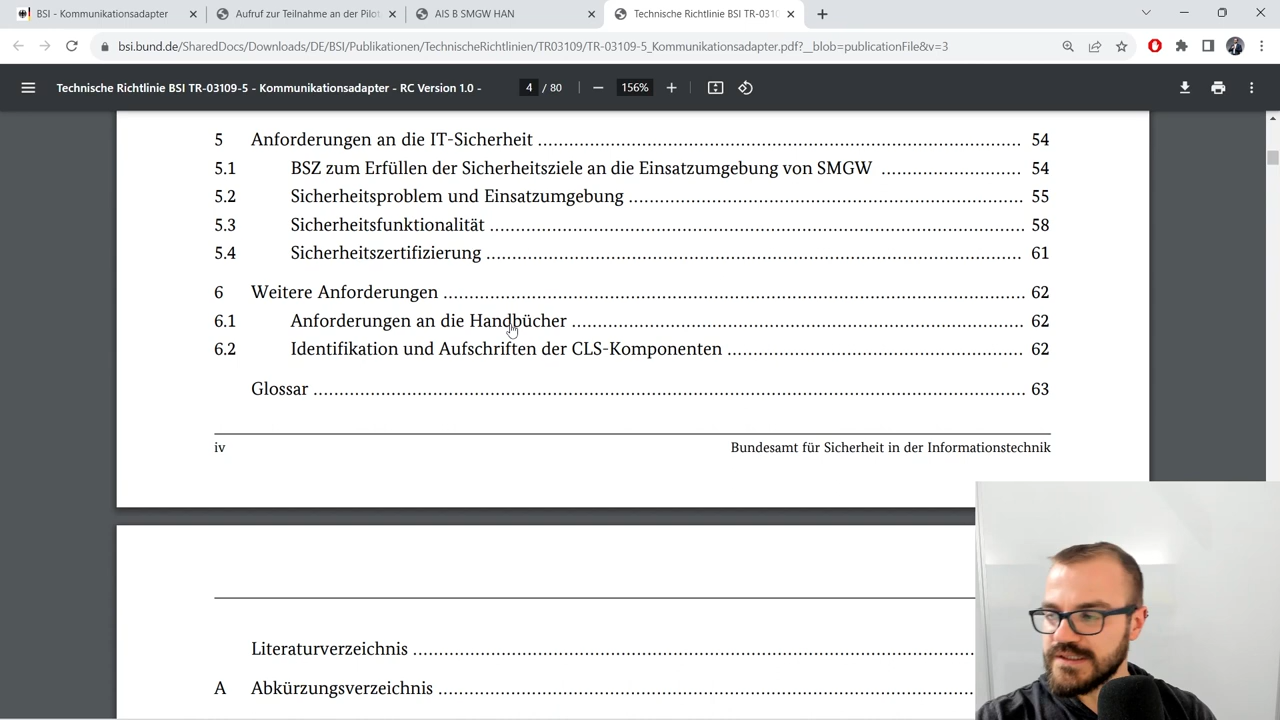 BSI - Kommunikationsadapter
Aufruf zur Teilnahme an der Pilot
AIS B SMGW HAN
Technische Richtlinie BSI TR-0310
bsi.bund.de/SharedDocs/Downloads/DE/BSI/Publikationen/TechnischeRichtlinien/TR03109/TR-03109-5_Kommunikationsadapter.pdf?__blob=publicationFile&v=3
Technische Richtlinie BSI TR-03109-5 - Kommunikationsadapter - RC Version 1.0 -
4 / 80
156%
5 Anforderungen an die IT-Sicherheit 54
5.1 BSZ zum Erfüllen der Sicherheitsziele an die Einsatzumgebung von SMGW 54
5.2 Sicherheitsproblem und Einsatzumgebung 55
5.3 Sicherheitsfunktionalität 58
5.4 Sicherheitszertifizierung 61
6 Weitere Anforderungen 62
6.1 Anforderungen an die Handbücher 62
6.2 Identifikation und Aufschriften der CLS-Komponenten 62
Glossar 63
iv Bundesamt für Sicherheit in der Informationstechnik
Literaturverzeichnis
A Abkürzungsverzeichnis